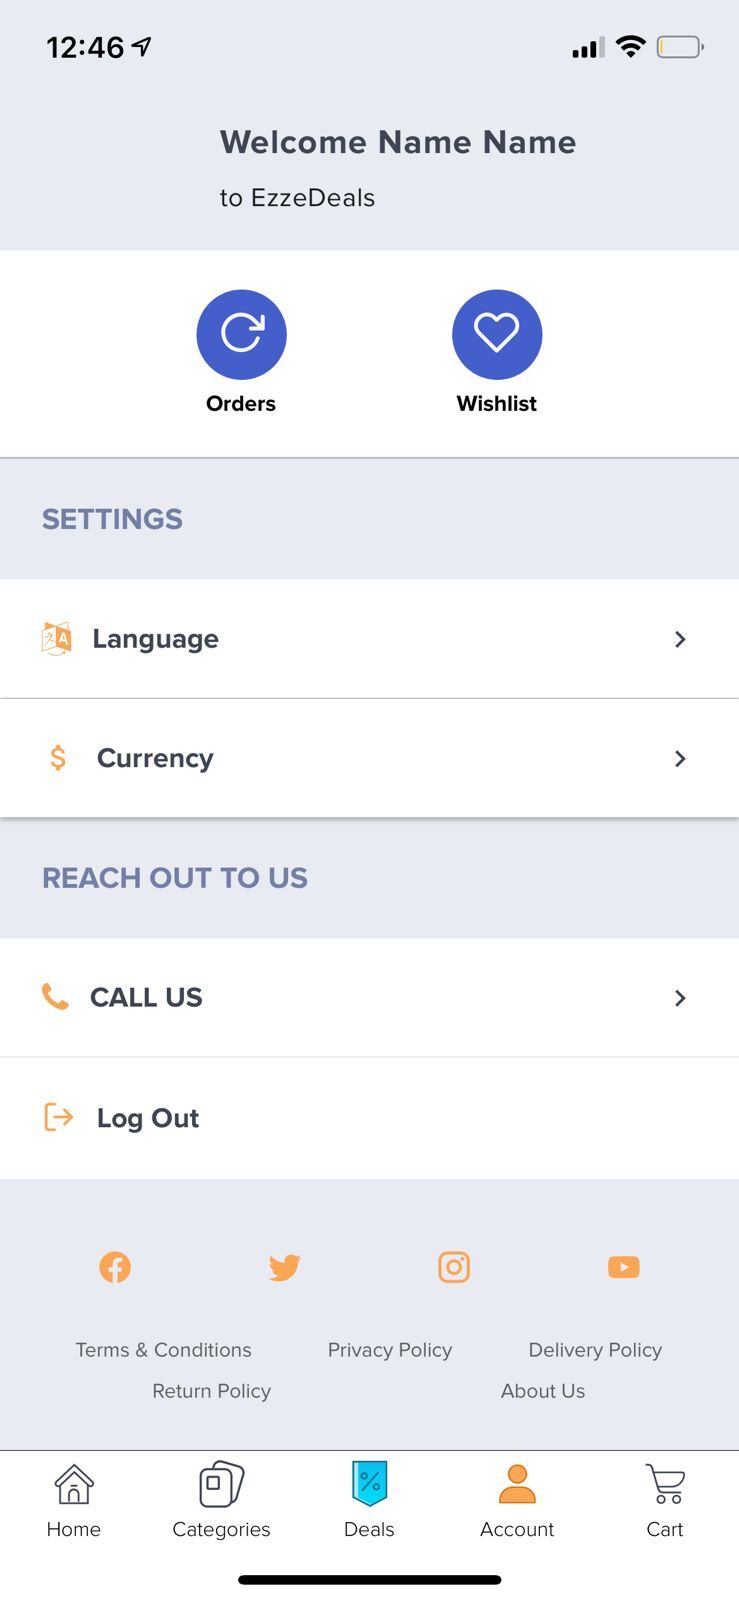 12:46
Welcome Name Name
to EzzeDeals
Orders Wishlist
SETTINGS
Language
Currency
REACH OUT TO US
CALL US
Log Out
Terms & Conditions Privacy Policy Delivery Policy
Return Policy About Us
Home Categories Deals Account Cart